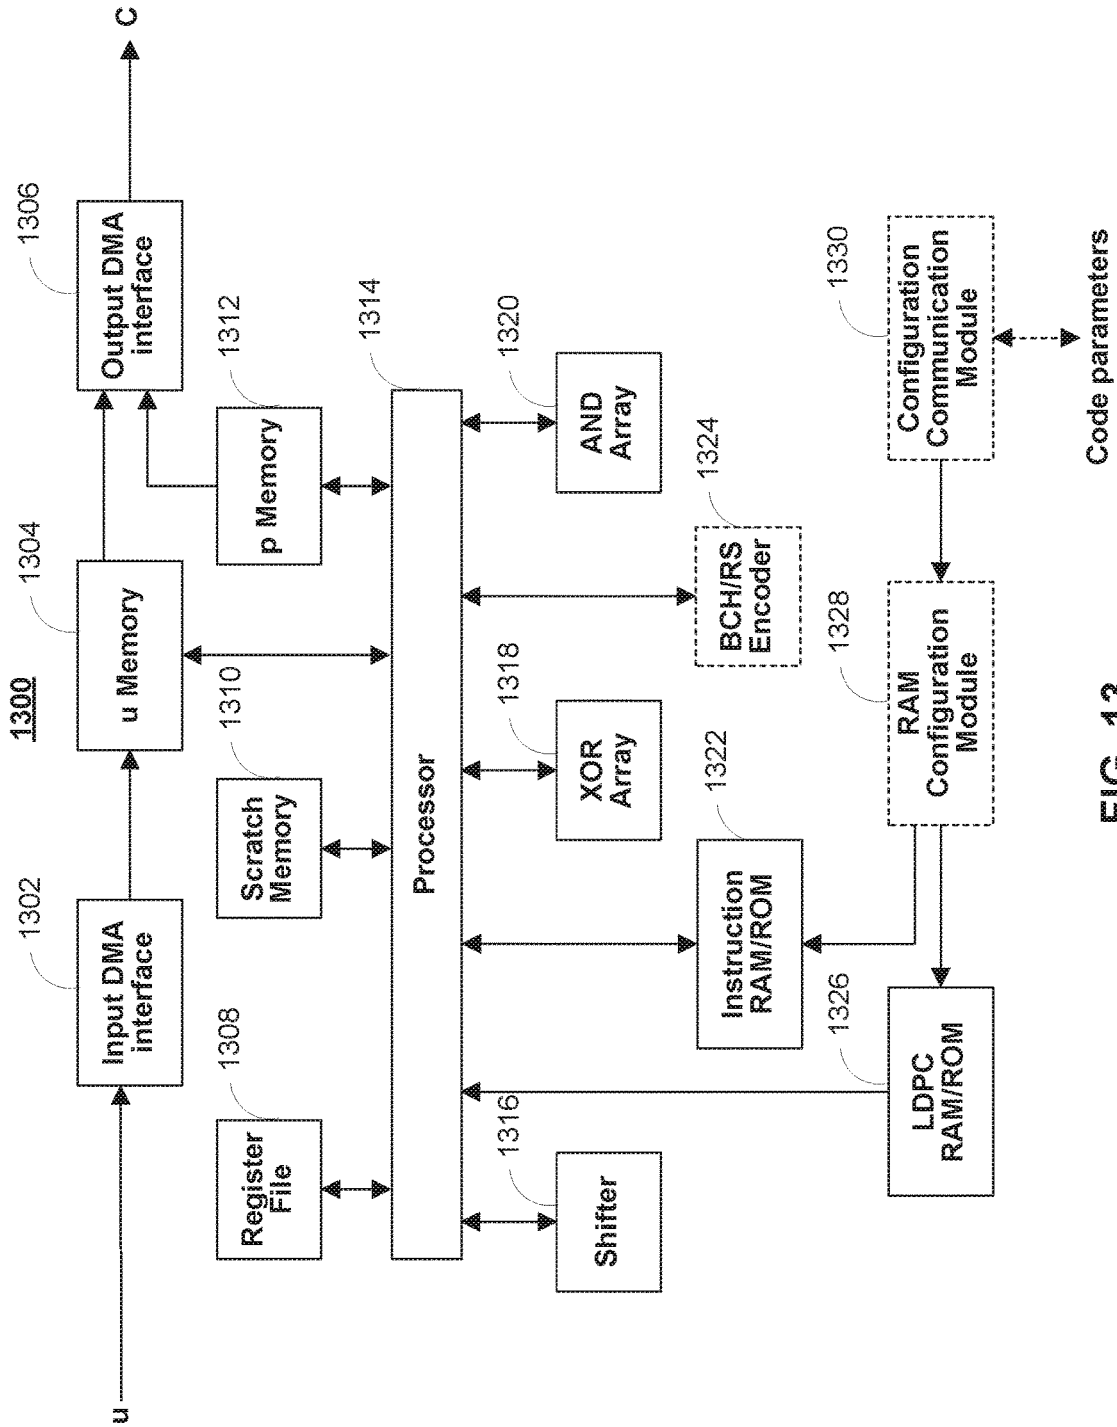 1300
u
Input DMA
interface
1302
u Memory
1304
Output DMA
interface
1306
C
Register
File
1308
Scratch
Memory
1310
p Memory
1312
Processor
1314
Shifter
1316
XOR
Array
1318
AND
Array
1320
Instruction
RAM/ROM
1322
BCH/RS
Encoder
1324
LDPC
RAM/ROM
1326
RAM
Configuration
Module
1328
Configuration
Communication
Module
1330
Code parameters
FIG. 13